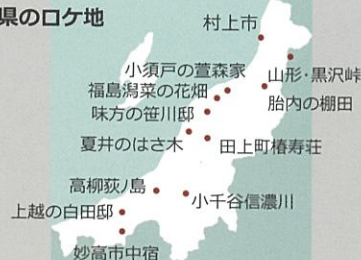 県のロケ地
村上市
小須戸の萱森家
山形・黒沢峠
福島潟菜の花畑
胎内の棚田
味方の笹川邸
夏井のはさ木
田上町椿寿荘
高柳荻ノ島
小千谷信濃川
上越の白田邸
妙高市中宿